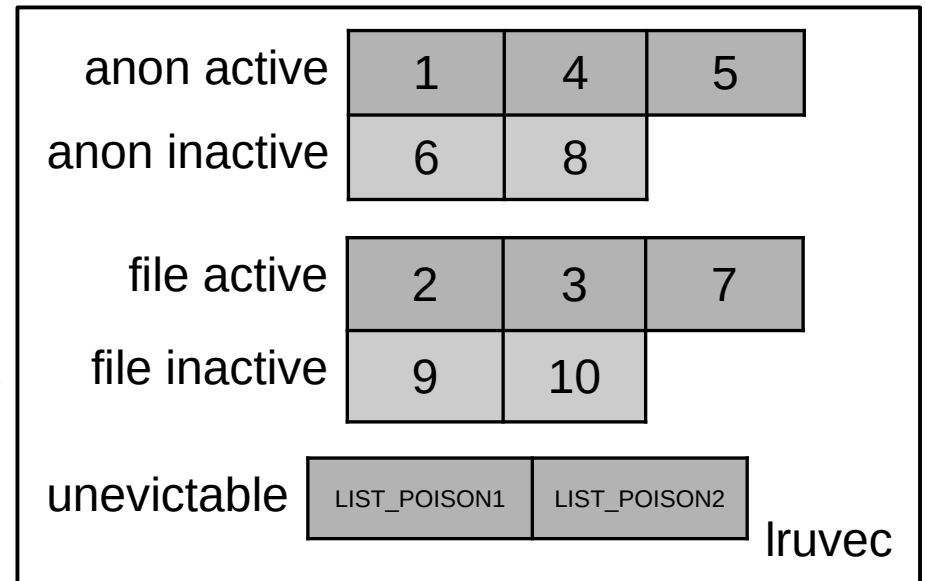 anon active 1 4 5
anon inactive 6 8
file active 2 3 7
file inactive 9 10
unevictable LIST_POISON1 LIST_POISON2
lruvec